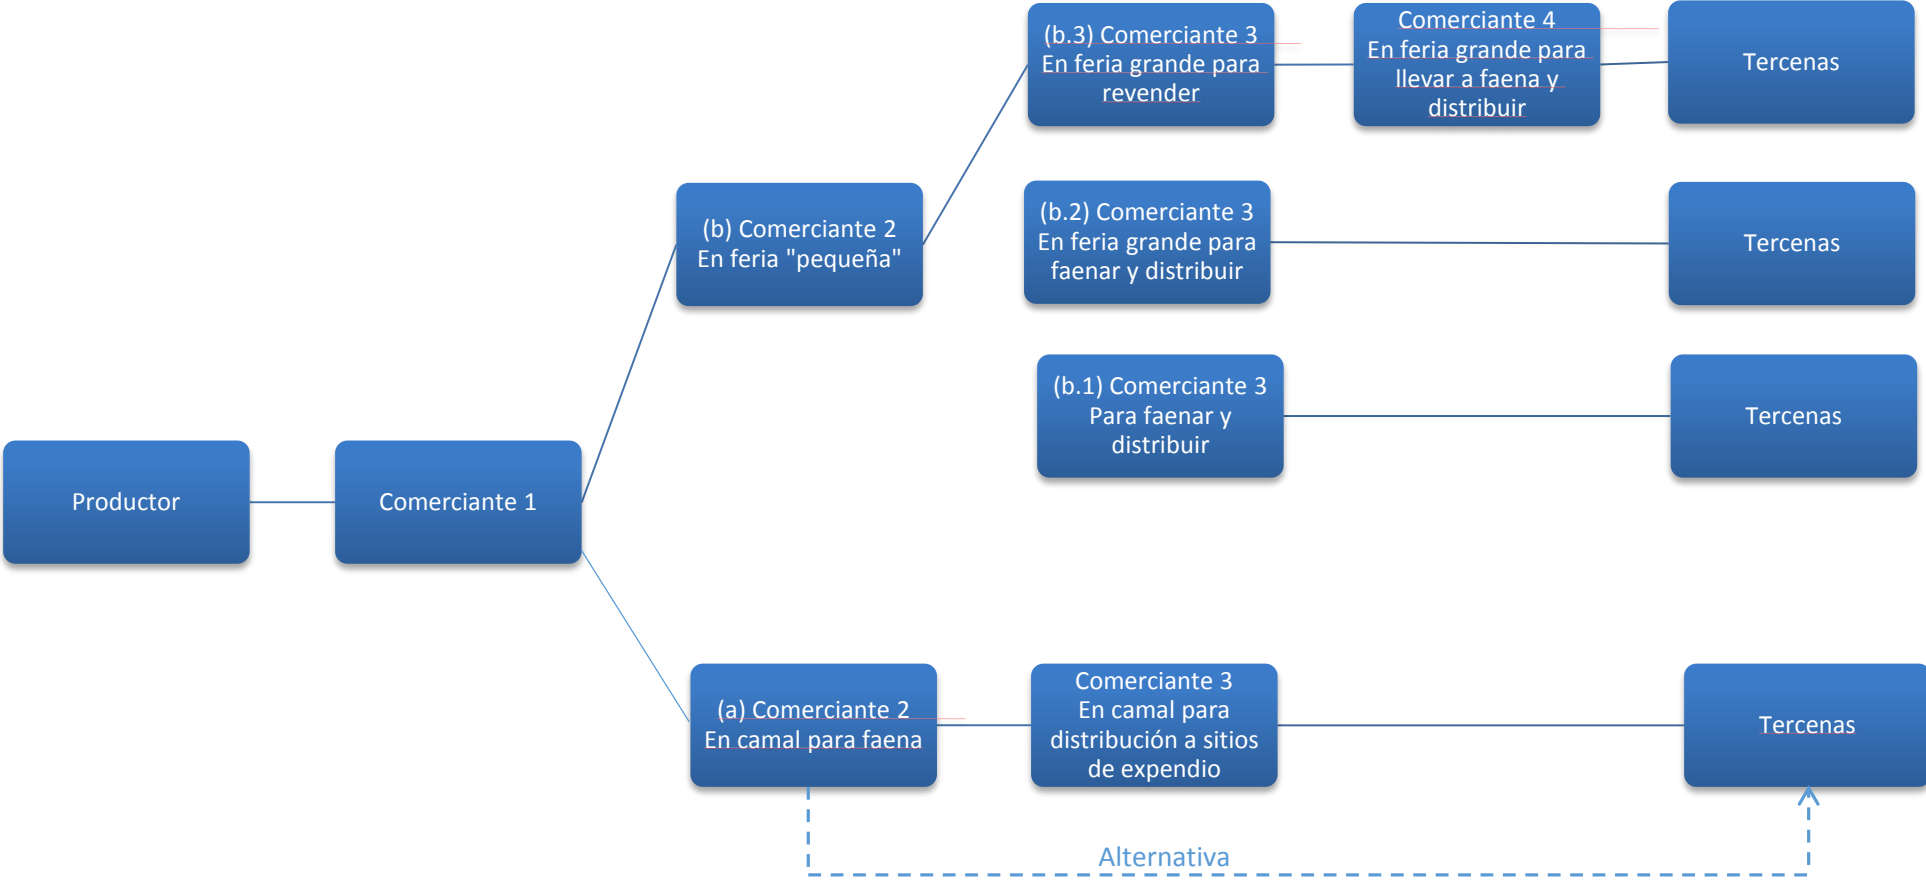 (b.3) Comerciante 3
En feria grande para
revender
Comerciante 4
En feria grande para
llevar a faena y
distribuir
Tercenas
(b) Comerciante 2
En feria "pequeña"
(b.2) Comerciante 3
En feria grande para
faenar y distribuir
Tercenas
(b.1) Comerciante 3
Para faenar y
distribuir
Tercenas
Productor
Comerciante 1
(a) Comerciante 2
En camal para faena
Comerciante 3
En camal para
distribución a sitios
de expendio
Tercenas
Alternativa